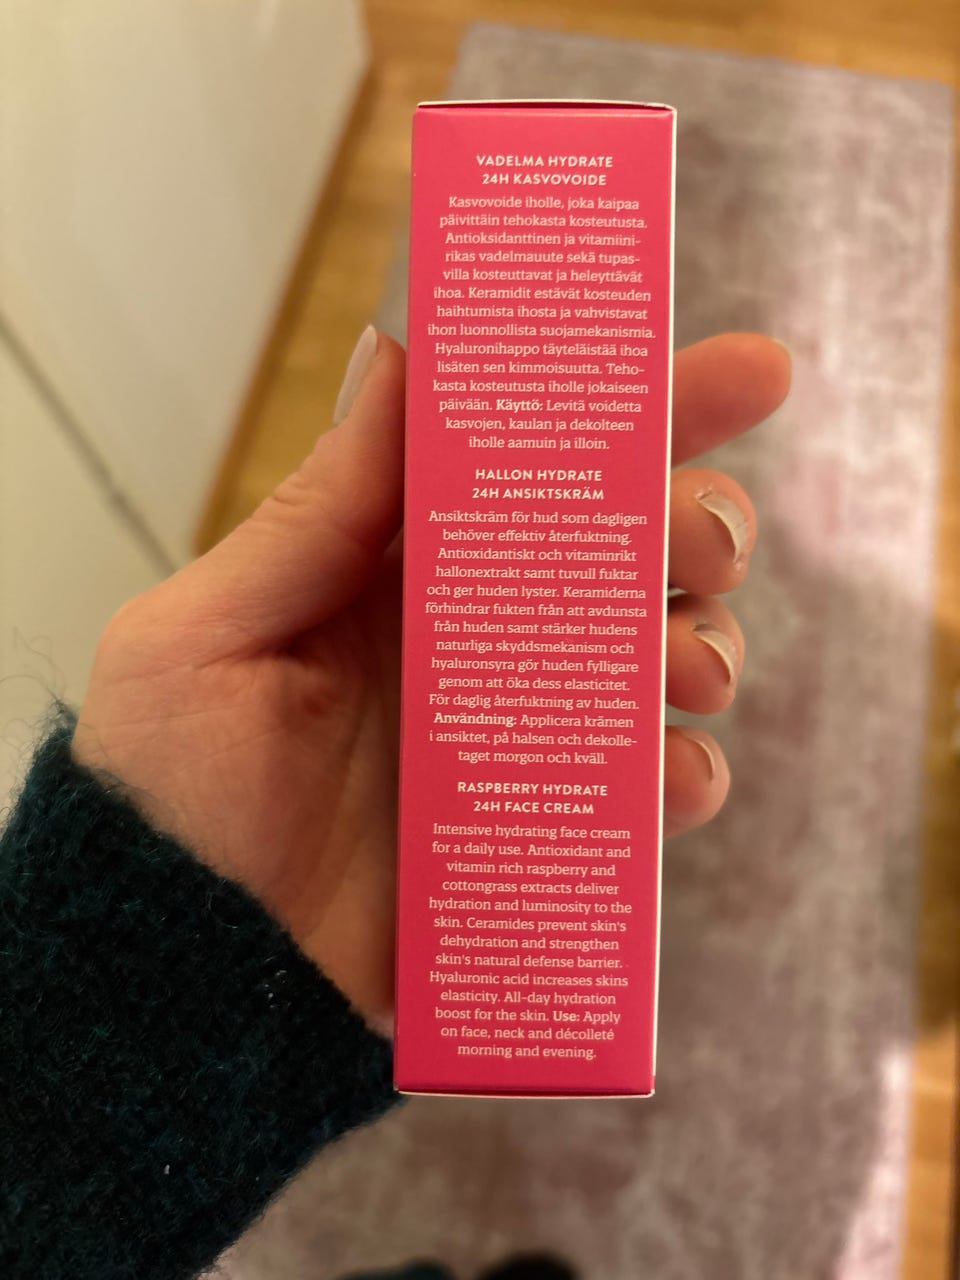 VADELMA HYDRATE
24H KASVOVOIDE
Kasvovoide iholle, joka kaipaa
päivittäin tehokasta kosteutusta.
Antioksidanttinen ja vitamiini-
rikas vadelmauute sekä tupas-
villa kosteuttavat ja heleyttävät
ihoa. Keramidit estävät kosteuden
haihtumista ihosta ja vahvistavat
ihon luonnollista suojamekanismia.
Hyaluronihappo täyteläistää ihoa
lisäten sen kimmoisuutta. Teho-
kasta kosteutusta iholle jokaiseen
päivään. Käyttö: Levitä voidetta
kasvojen, kaulan ja dekolteen
iholle aamuin ja illoin.
HALLON HYDRATE
24H ANSIKTSKRÄM
Ansiktskräm för hud som dagligen
behöver effektiv återfuktning.
Antioxidantiskt och vitaminrikt
hallonextrakt samt tuvull fuktar
och ger huden lyster. Keramiderna
förhindrar fukten från att avdunsta
från huden samt stärker hudens
naturliga skyddsmekanism och
hyaluronsyra gör huden fylligare
genom att öka dess elasticitet.
För daglig återfuktning av huden.
Användning: Applicera krämen
i ansiktet, på halsen och dekolle-
taget morgon och kväll.
RASPBERRY HYDRATE
24H FACE CREAM
Intensive hydrating face cream
for a daily use. Antioxidant and
vitamin rich raspberry and
cottongrass extracts deliver
hydration and luminosity to the
skin. Ceramides prevent skin's
dehydration and strengthen
skin's natural defense barrier.
Hyaluronic acid increases skins
elasticity. All-day hydration
boost for the skin. Use: Apply
on face, neck and décolleté
morning and evening.